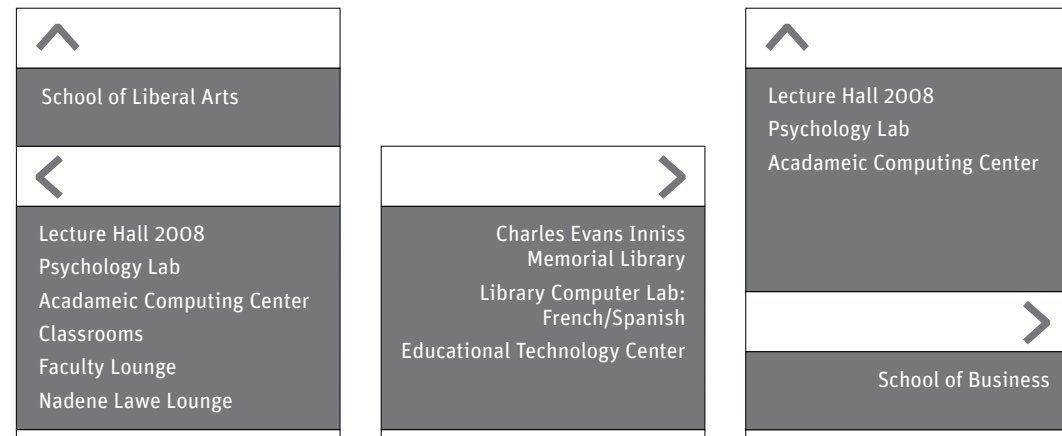 School of Liberal Arts
Lecture Hall 2008
Psychology Lab
Acadameic Computing Center
Classrooms
Faculty Lounge
Nadene Lawe Lounge
Charles Evans Inniss
Memorial Library
Library Computer Lab:
French/Spanish
Educational Technology Center
Lecture Hall 2008
Psychology Lab
Acadameic Computing Center
School of Business